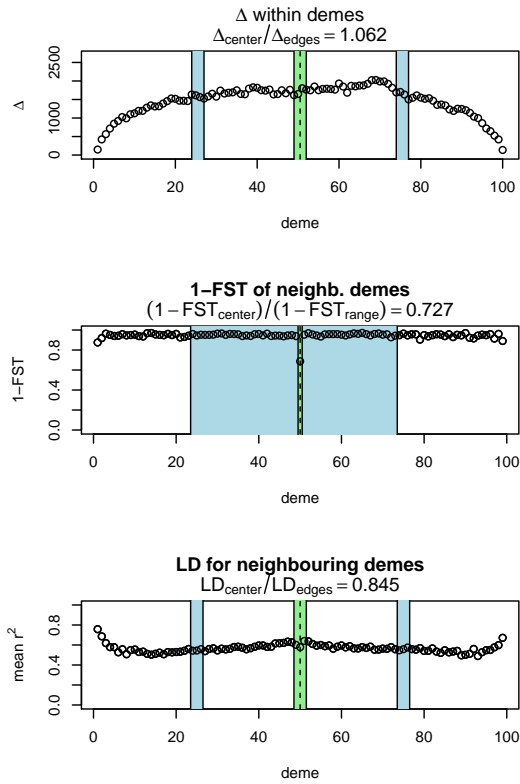 Δ within demes
Δcenter/Δedges = 1.062
Δ
0 1000 2500
0 20 40 60 80 100
deme
1−FST of neighb. demes
(1−FSTcenter)/(1−FSTrange) = 0.727
1−FST
0.0 0.4 0.8
0 20 40 60 80 100
deme
LD for neighbouring demes
LDcenter/LDedges = 0.845
mean r²
0.0 0.4 0.8
0 20 40 60 80 100
deme